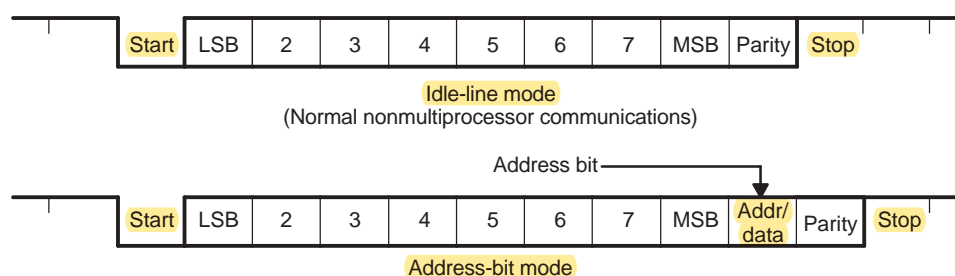 Start LSB 2 3 4 5 6 7 MSB Parity Stop
Idle-line mode
(Normal nonmultiprocessor communications)
Address bit
Start LSB 2 3 4 5 6 7 MSB Addr/
data Parity Stop
Address-bit mode